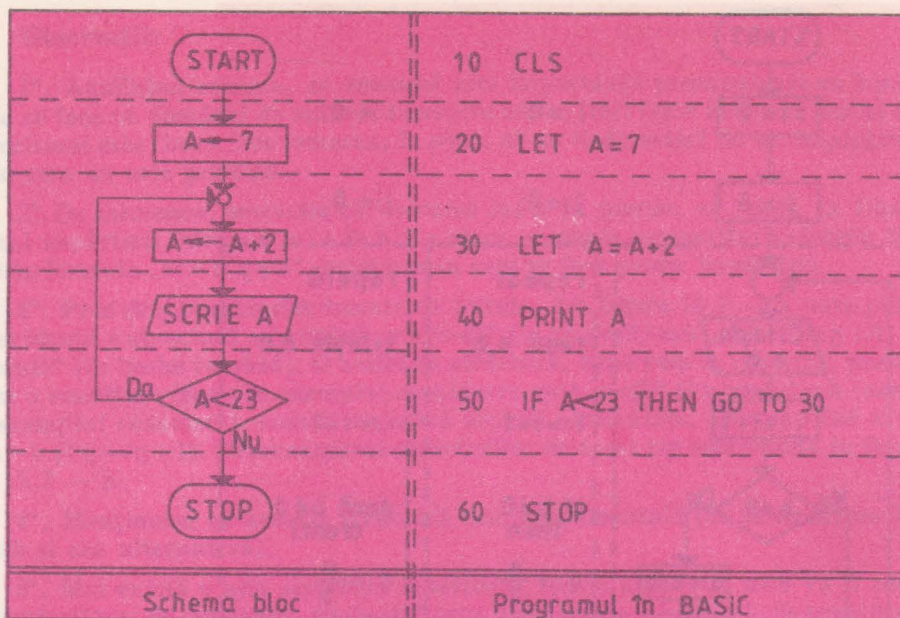 START
10 CLS
A ← 7
20 LET A=7
A ← A+2
30 LET A=A+2
SCRIE A
40 PRINT A
Da
A<23
50 IF A<23 THEN GO TO 30
Nu
STOP
60 STOP
Schema bloc
Programul în BASIC